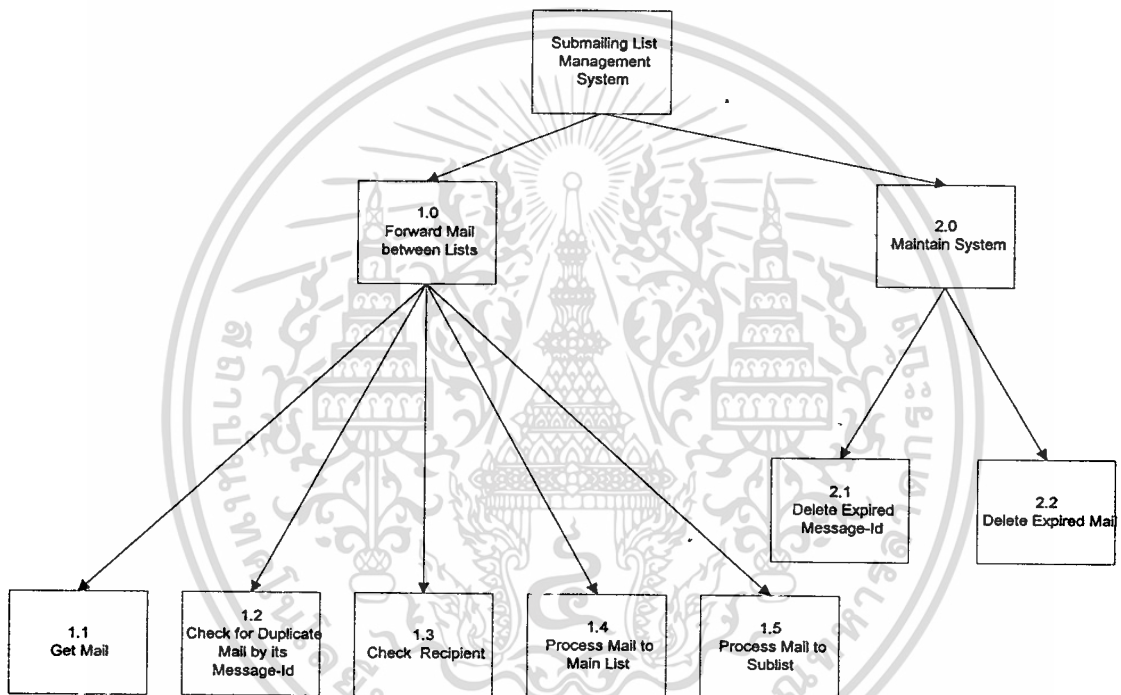 Submailing List
Management
System
1.0
Forward Mail
between Lists
2.0
Maintain System
2.1
Delete Expired
Message-Id
2.2
Delete Expired Mail
1.1
Get Mail
1.2
Check for Duplicate
Mail by its
Message-Id
1.3
Check Recipient
1.4
Process Mail to
Main List
1.5
Process Mail to
Sublist